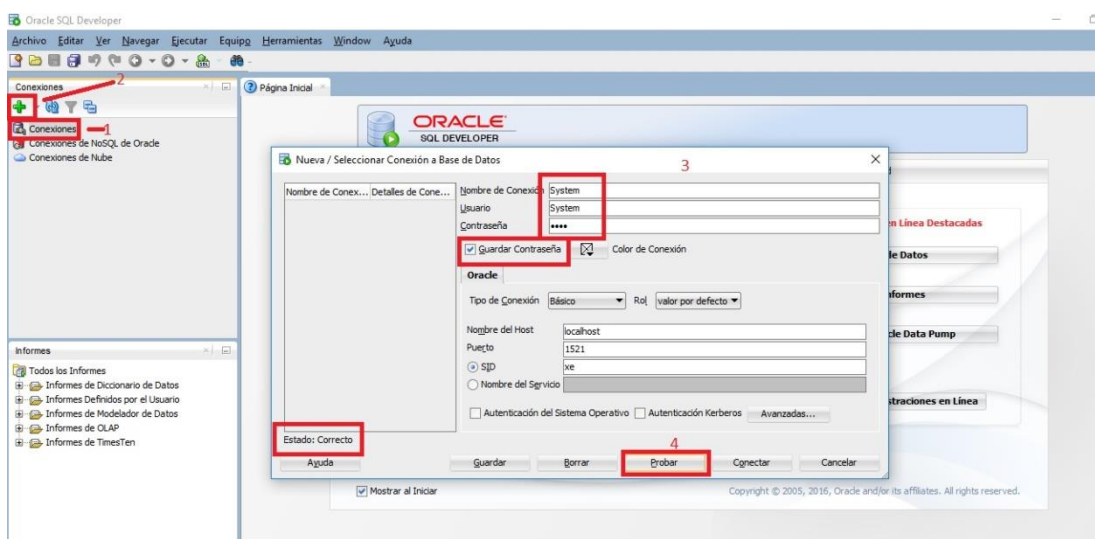 Oracle SQL Developer
Archivo Editar Ver Navegar Ejecutar Equipo Herramientas Window Ayuda
Conexiones
2
Página Inicial
Conexiones
1
Conexiones de NoSQL de Oracle
Conexiones de Nube
ORACLE
SQL DEVELOPER
Nueva / Seleccionar Conexión a Base de Datos
3
Nombre de Conex... Detalles de Cone...
Nombre de Conexión System
Usuario System
Contraseña ••••
Guardar Contraseña Color de Conexión
Oracle
Tipo de Conexión Básico Rol valor por defecto
Nombre del Host localhost
Puerto 1521
SID xe
Nombre del Servicio
Autenticación del Sistema Operativo Autenticación Kerberos Avanzadas...
Estado: Correcto
4
Ayuda Guardar Borrar Probar Conectar Cancelar
en Línea Destacadas
de Datos
Informes
cle Data Pump
straciones en Línea
Informes
Todos los Informes
Informes de Diccionario de Datos
Informes Definidos por el Usuario
Informes de Modelador de Datos
Informes de OLAP
Informes de TimesTen
Mostrar al Iniciar
Copyright © 2005, 2016, Oracle and/or its affiliates. All rights reserved.